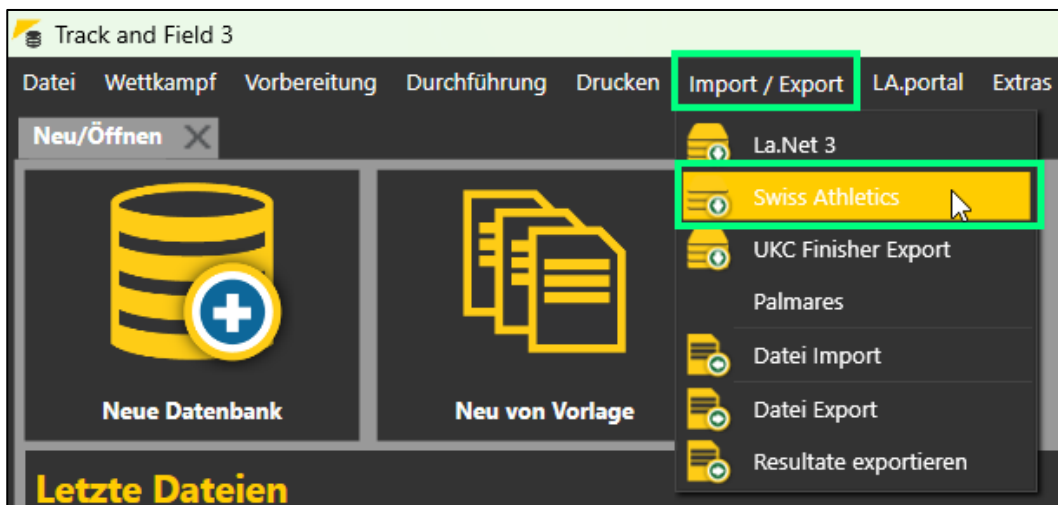 Track and Field 3
Datei Wettkampf Vorbereitung Durchführung Drucken Import / Export LA.portal Extras
Neu/Öffnen
La.Net 3
Swiss Athletics
UKC Finisher Export
Palmares
Datei Import
Datei Export
Resultate exportieren
Neue Datenbank
Neu von Vorlage
Letzte Dateien